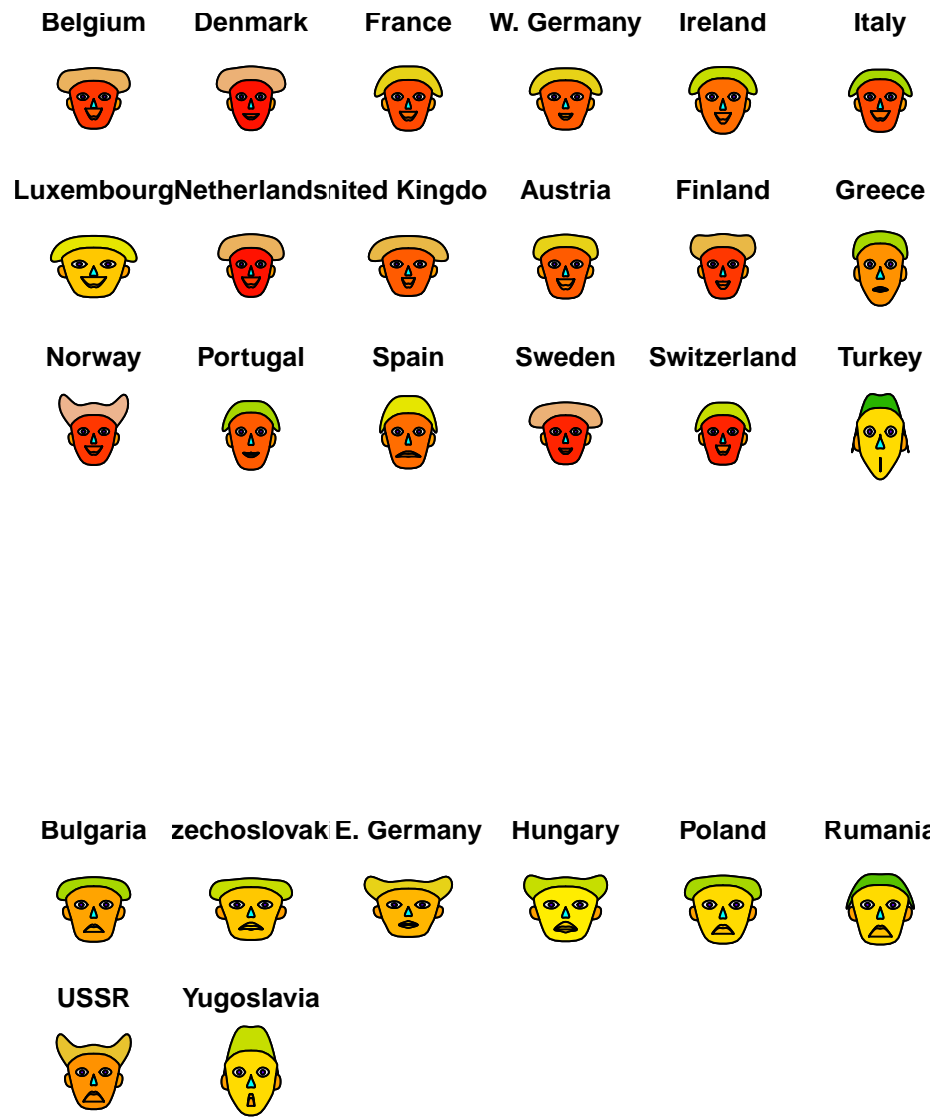 Belgium Denmark France W. Germany Ireland Italy
Luxembourg Netherlands nited Kingdo Austria Finland Greece
Norway Portugal Spain Sweden Switzerland Turkey
Bulgaria zechoslovaki E. Germany Hungary Poland Rumania
USSR Yugoslavia